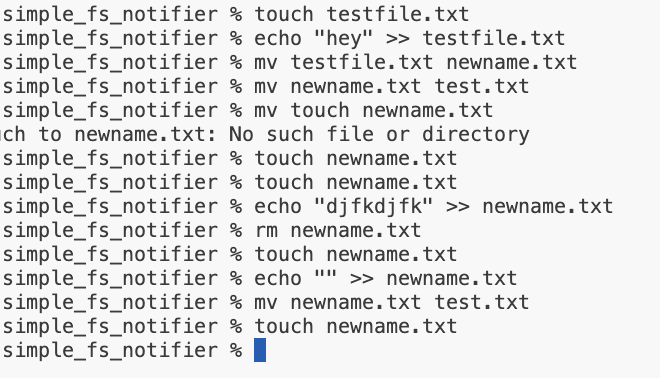 simple_fs_notifier % touch testfile.txt
simple_fs_notifier % echo "hey" >> testfile.txt
simple_fs_notifier % mv testfile.txt newname.txt
simple_fs_notifier % mv newname.txt test.txt
simple_fs_notifier % mv touch newname.txt
ch to newname.txt: No such file or directory
simple_fs_notifier % touch newname.txt
simple_fs_notifier % touch newname.txt
simple_fs_notifier % echo "djfkdjfk" >> newname.txt
simple_fs_notifier % rm newname.txt
simple_fs_notifier % touch newname.txt
simple_fs_notifier % echo "" >> newname.txt
simple_fs_notifier % mv newname.txt test.txt
simple_fs_notifier % touch newname.txt
simple_fs_notifier %